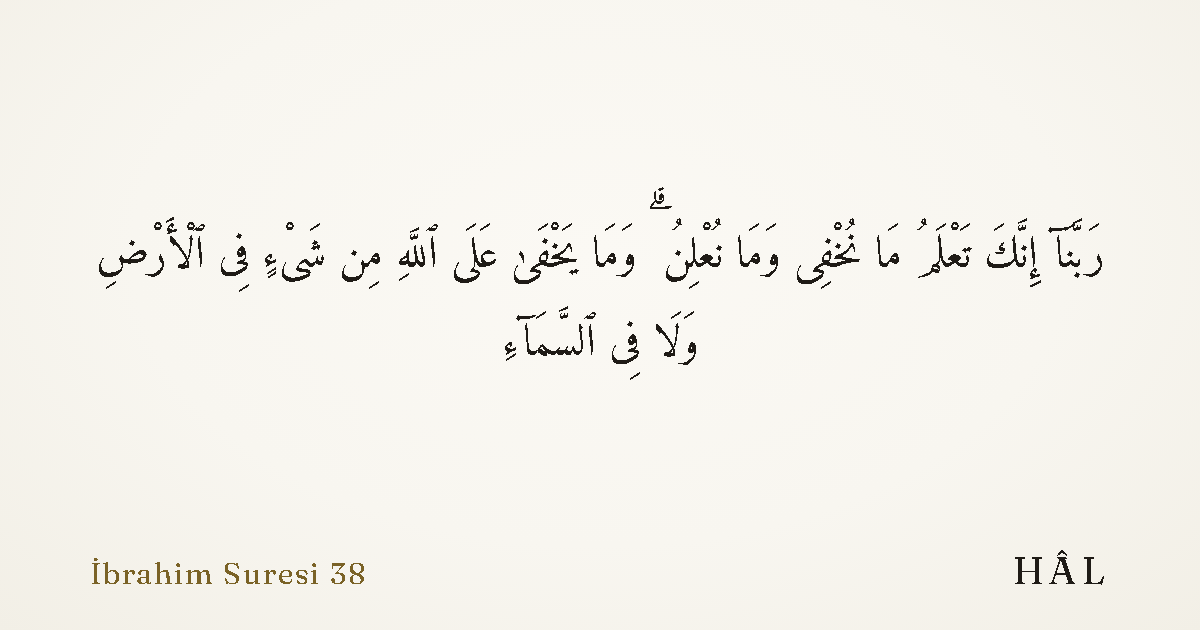 رَبَّنَآ إِنَّكَ تَعْلَمُ مَا نُخْفِى وَمَا نُعْلِنُ ۗ وَمَا يَخْفَىٰ عَلَى ٱللَّهِ مِن شَىْءٍ فِى ٱلْأَرْضِ
وَلَا فِى ٱلسَّمَآءِ
İbrahim Suresi 38
HÂL